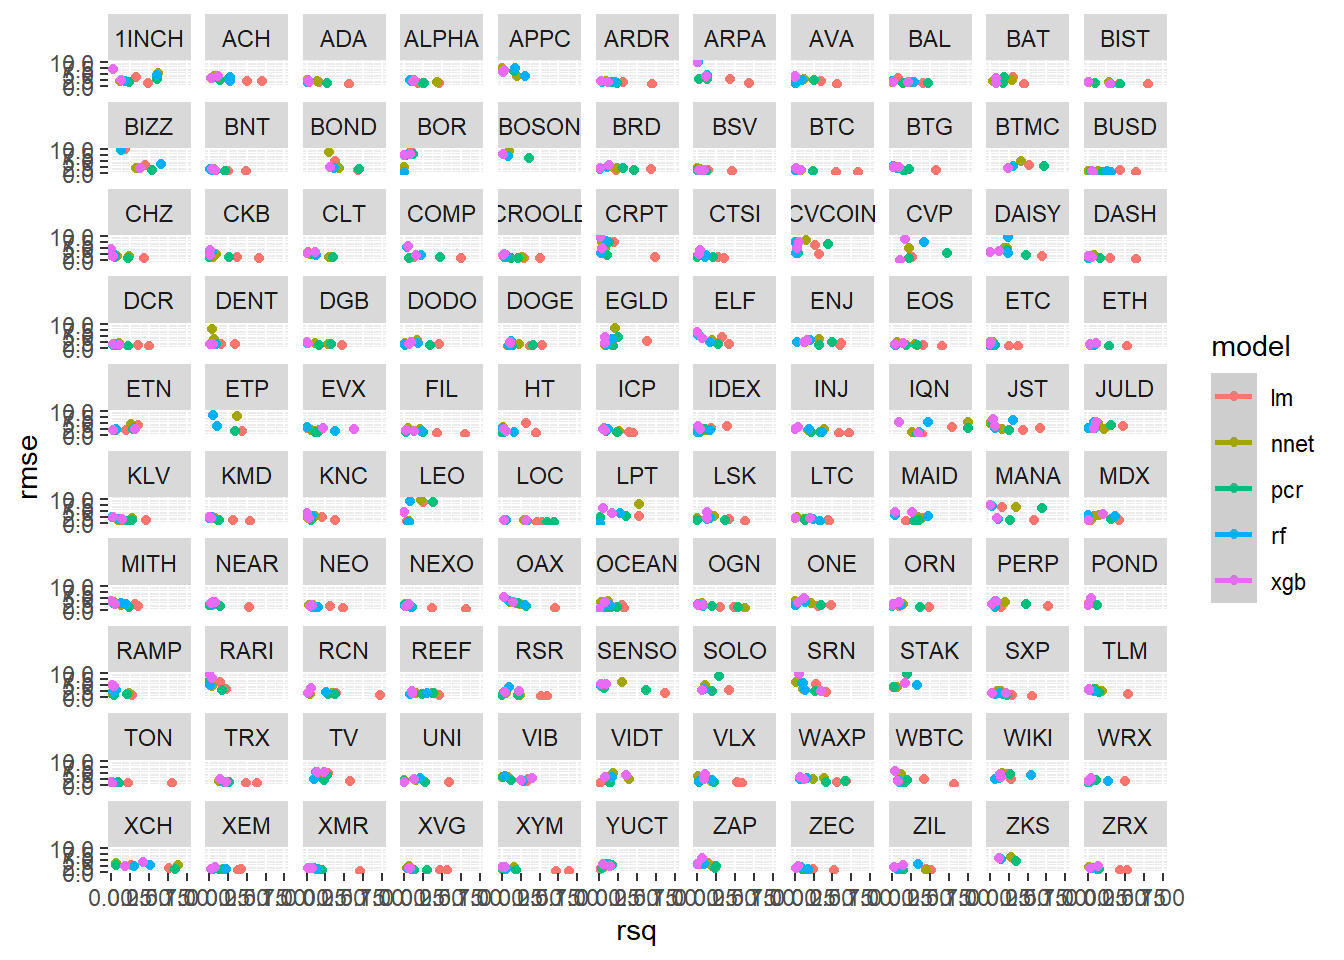 1INCH ACH ADA ALPHA APPC ARDR ARPA AVA BAL BAT BIST
BIZZ BNT BOND BOR BOSON BRD BSV BTC BTG BTMC BUSD
CHZ CKB CLT COMP CROOLD CRPT CTSI CVCOIN CVP DAISY DASH
DCR DENT DGB DODO DOGE EGLD ELF ENJ EOS ETC ETH
ETN ETP EVX FIL HT ICP IDEX INJ IQN JST JULD
KLV KMD KNC LEO LOC LPT LSK LTC MAID MANA MDX
MITH NEAR NEO NEXO OAX OCEAN OGN ONE ORN PERP POND
RAMP RARI RCN REEF RSR SENSO SOLO SRN STAK SXP TLM
TON TRX TV UNI VIB VIDT VLX WAXP WBTC WIKI WRX
XCH XEM XMR XVG XYM YUCT ZAP ZEC ZIL ZKS ZRX
rmse
rsq
model
lm
nnet
pcr
rf
xgb